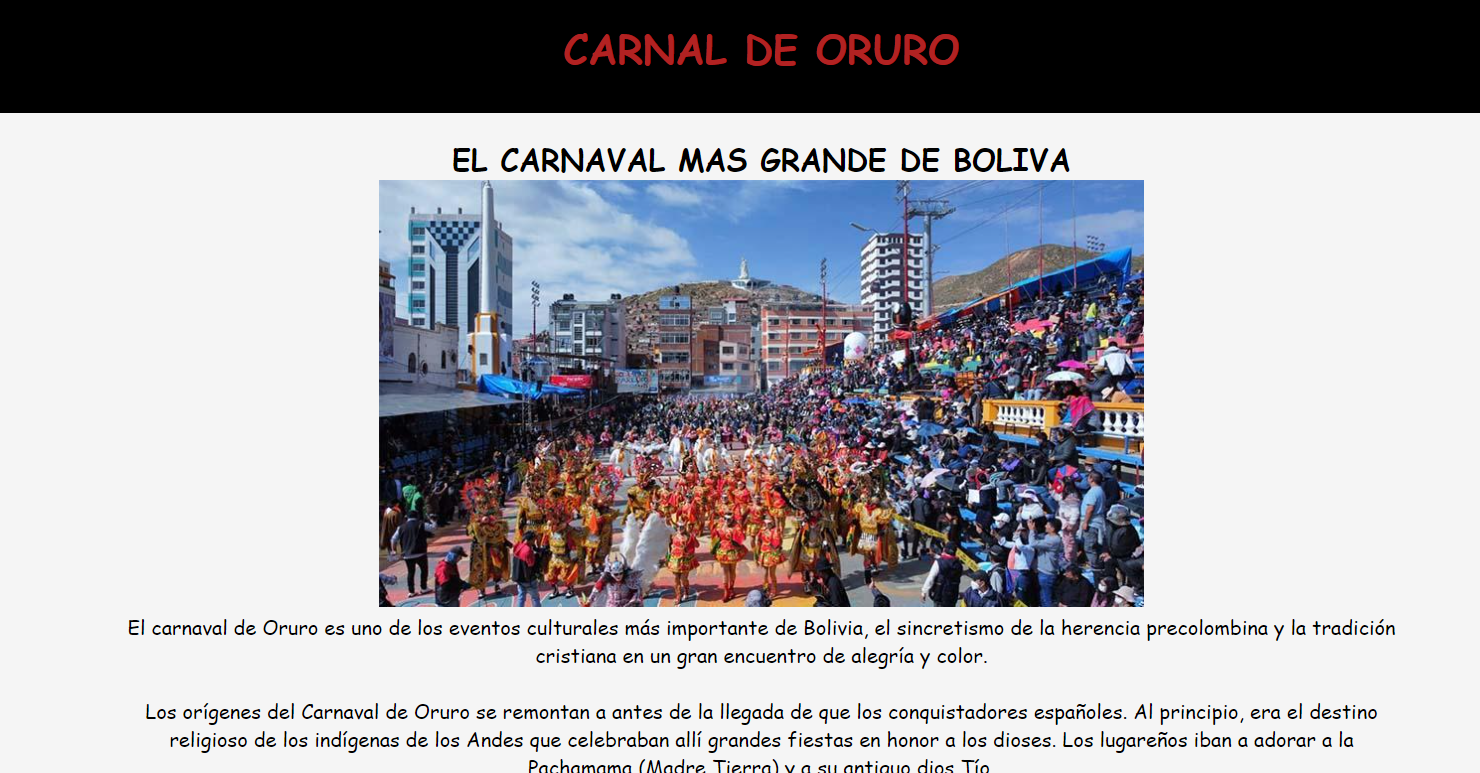 CARNAL DE ORURO
EL CARNAVAL MAS GRANDE DE BOLIVA
El carnaval de Oruro es uno de los eventos culturales más importante de Bolivia, el sincretismo de la herencia precolombina y la tradición
cristiana en un gran encuentro de alegría y color.
Los orígenes del Carnaval de Oruro se remontan a antes de la llegada de que los conquistadores españoles. Al principio, era el destino
religioso de los indígenas de los Andes que celebraban allí grandes fiestas en honor a los dioses. Los lugareños iban a adorar a la
Pachamama (Madre Tierra) y a su antiguo dios Tío